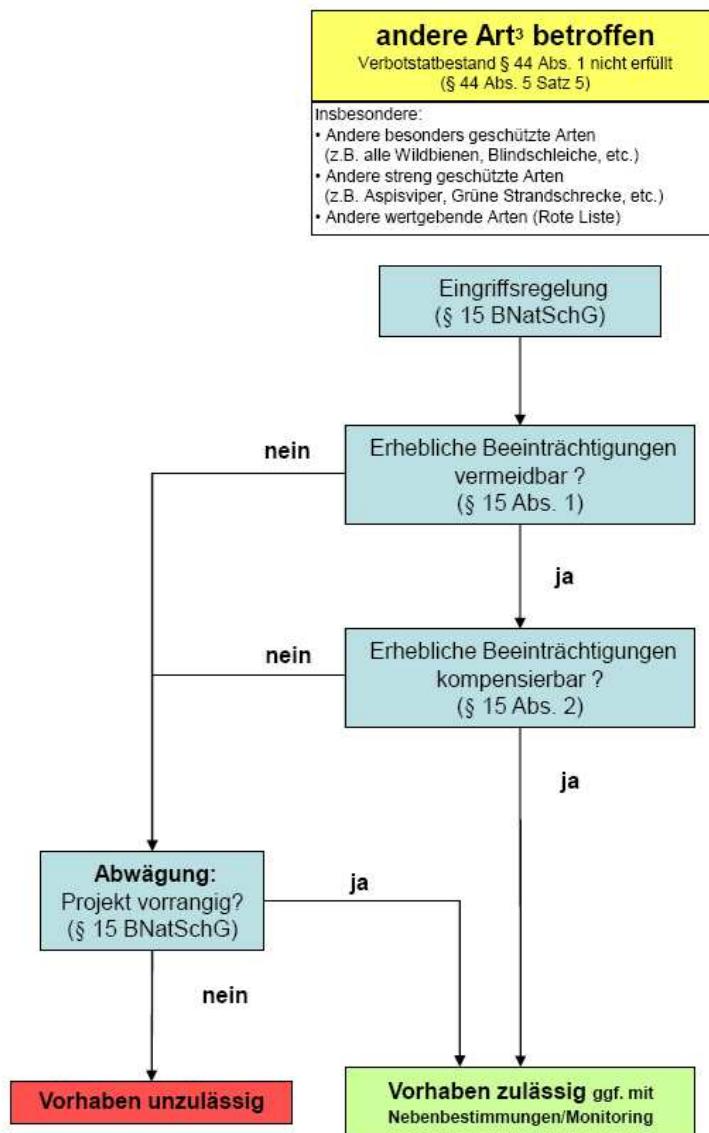 andere Art³ betroffen
Verbotstatbestand § 44 Abs. 1 nicht erfüllt
(§ 44 Abs. 5 Satz 5)
Insbesondere:
• Andere besonders geschützte Arten
(z.B. alle Wildbienen, Blindschleiche, etc.)
• Andere streng geschützte Arten
(z.B. Aspisviper, Grüne Strandschrecke, etc.)
• Andere wertgebende Arten (Rote Liste)
Eingriffsregelung
(§ 15 BNatSchG)
nein
Erhebliche Beeinträchtigungen
vermeidbar ?
(§ 15 Abs. 1)
ja
nein
Erhebliche Beeinträchtigungen
kompensierbar ?
(§ 15 Abs. 2)
ja
Abwägung:
Projekt vorrangig?
(§ 15 BNatSchG)
ja
nein
Vorhaben unzulässig
Vorhaben zulässig ggf. mit
Nebenbestimmungen/Monitoring